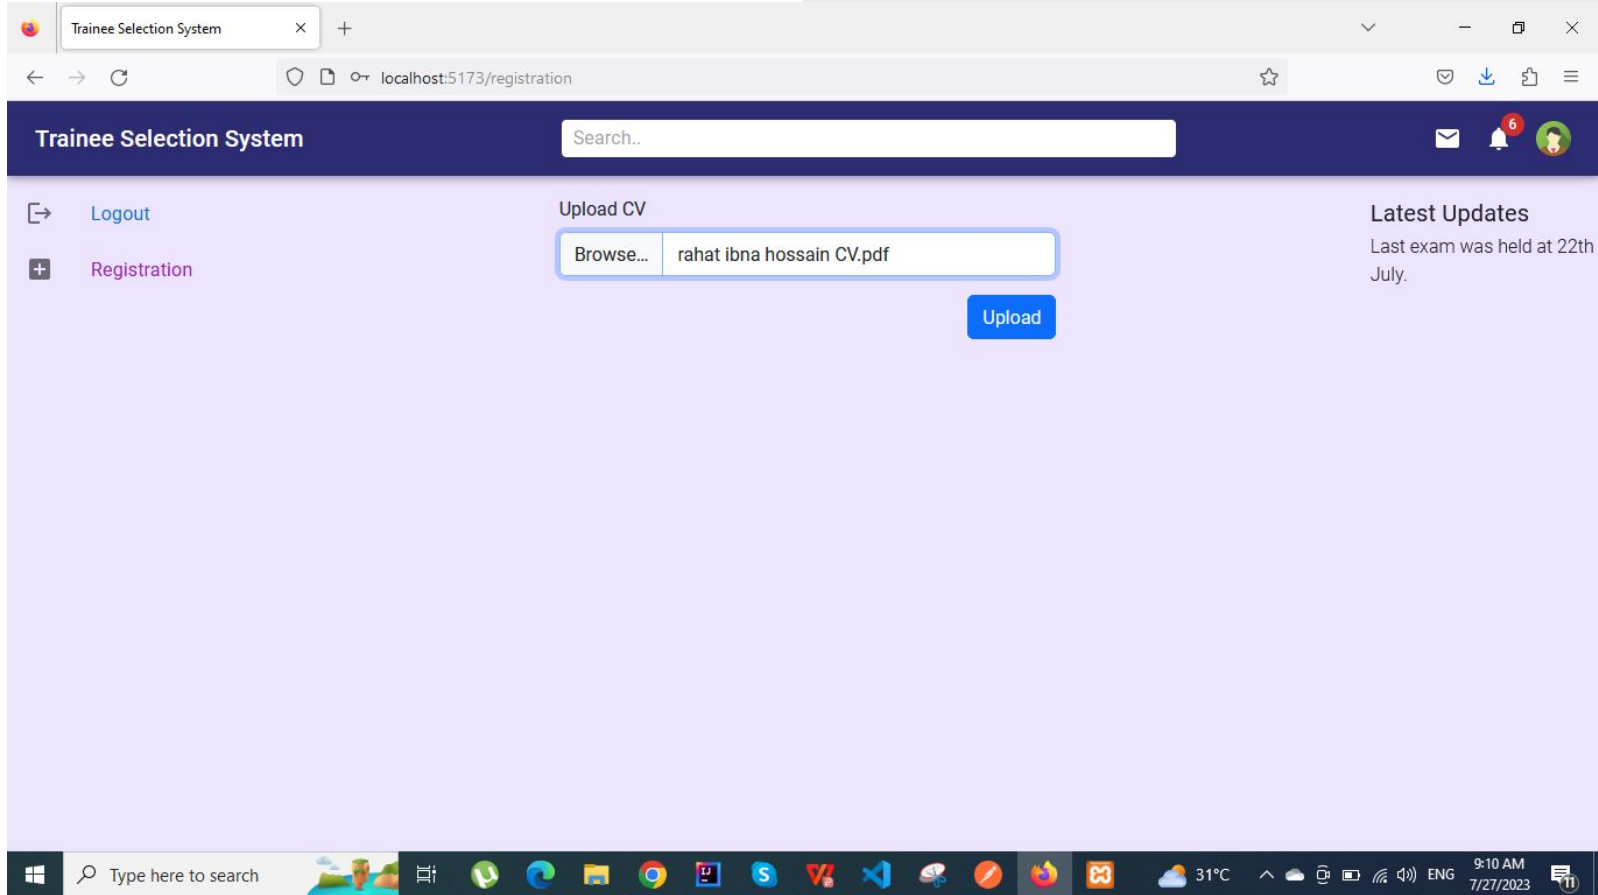 Trainee Selection System
localhost:5173/registration
Trainee Selection System
Search..
6
Logout
Registration
Upload CV
Browse... rahat ibna hossain CV.pdf
Upload
Latest Updates
Last exam was held at 22th
July.
Type here to search
31°C
ENG
9:10 AM
7/27/2023
11